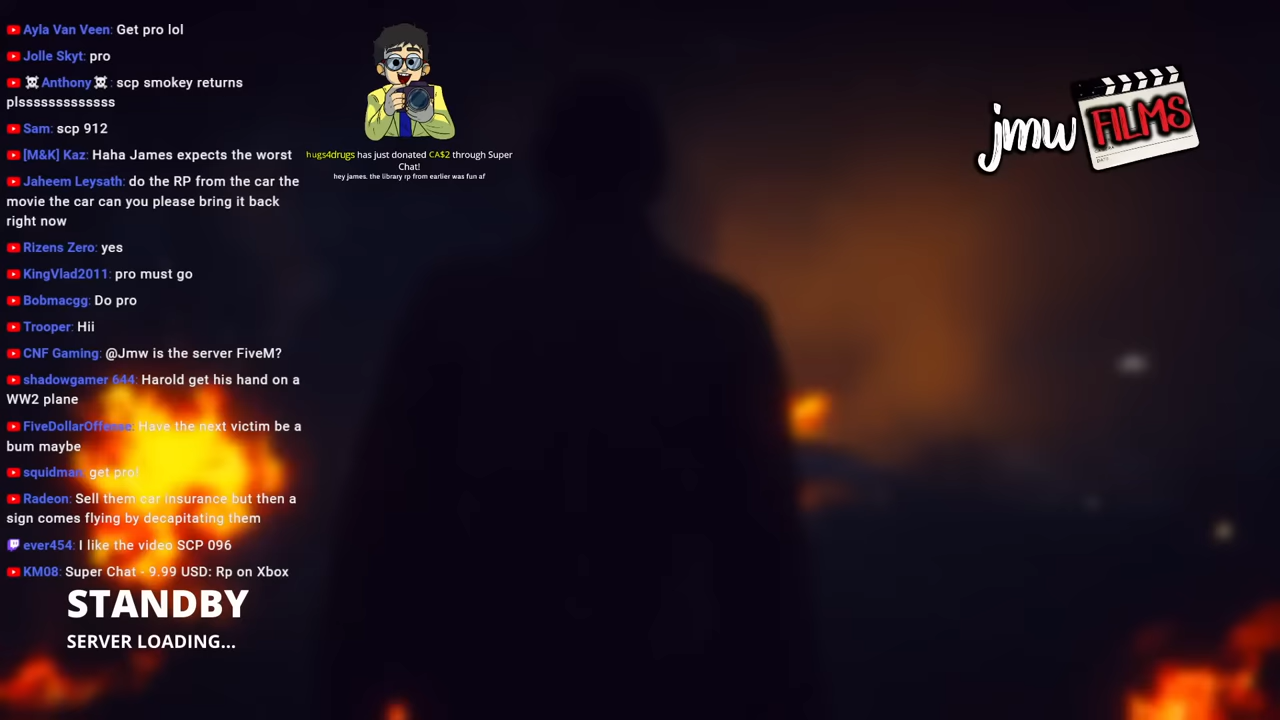 Ayla Van Veen: Get pro lol
Jolle Skyt: pro
☠Anthony☠: scp smokey returns
plsssssssssssss
Sam: scp 912
[M&K] Kaz: Haha James expects the worst
Jaheem Leysath: do the RP from the car the
movie the car can you please bring it back
right now
Rizens Zero: yes
KingVlad2011: pro must go
Bobmacgg: Do pro
Trooper: Hii
CNF Gaming: @Jmw is the server FiveM?
shadowgamer 644: Harold get his hand on a
WW2 plane
FiveDollarOffense: Have the next victim be a
bum maybe
squidman: get pro!
Radeon: Sell them car insurance but then a
sign comes flying by decapitating them
ever454: I like the video SCP 096
KM08: Super Chat - 9.99 USD: Rp on Xbox
STANDBY
SERVER LOADING...
hugs4drugs has just donated CA$2 through Super
Chat!
hey james. the library rp from earlier was fun af
jmw FILMS